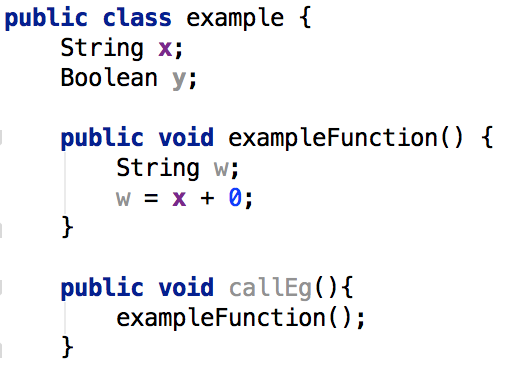 public class example {
    String x;
    Boolean y;
    public void exampleFunction() {
        String w;
        w = x + 0;
    }
    public void callEg(){
        exampleFunction();
    }